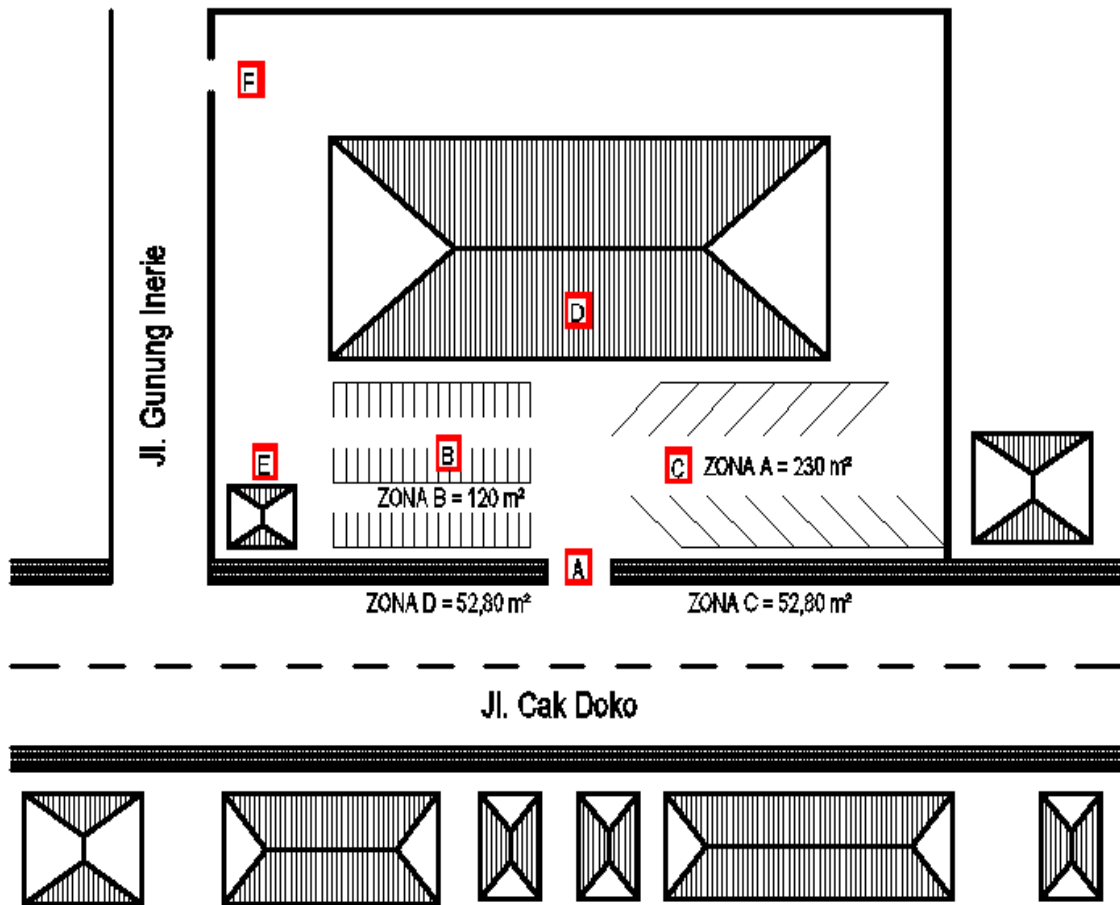 F
Jl. Gunung Inerie
D
B
E
C
ZONA A = 230 m²
ZONA B = 120 m²
A
ZONA D = 52,80 m²
ZONA C = 52,80 m²
Jl. Cak Doko